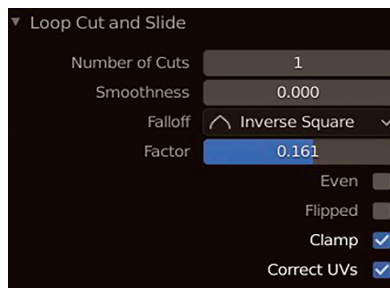 Loop Cut and Slide
Number of Cuts 1
Smoothness 0.000
Falloff Inverse Square
Factor 0.161
Even
Flipped
Clamp
Correct UVs